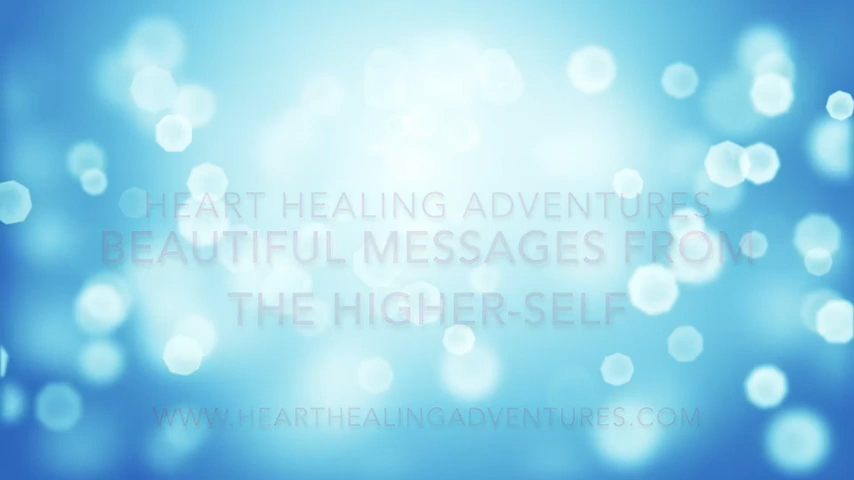 HEART HEALING ADVENTURES
BEAUTIFUL MESSAGES FROM
THE HIGHER-SELF
WWW.HEARTHEALINGADVENTURES.COM